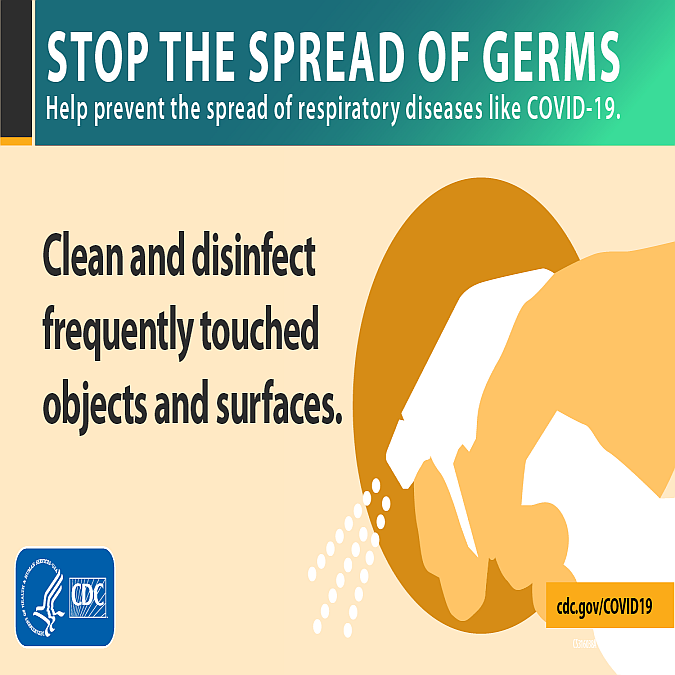 STOP THE SPREAD OF GERMS
Help prevent the spread of respiratory diseases like COVID-19.
Clean and disinfect
frequently touched
objects and surfaces.
CDC
cdc.gov/COVID19